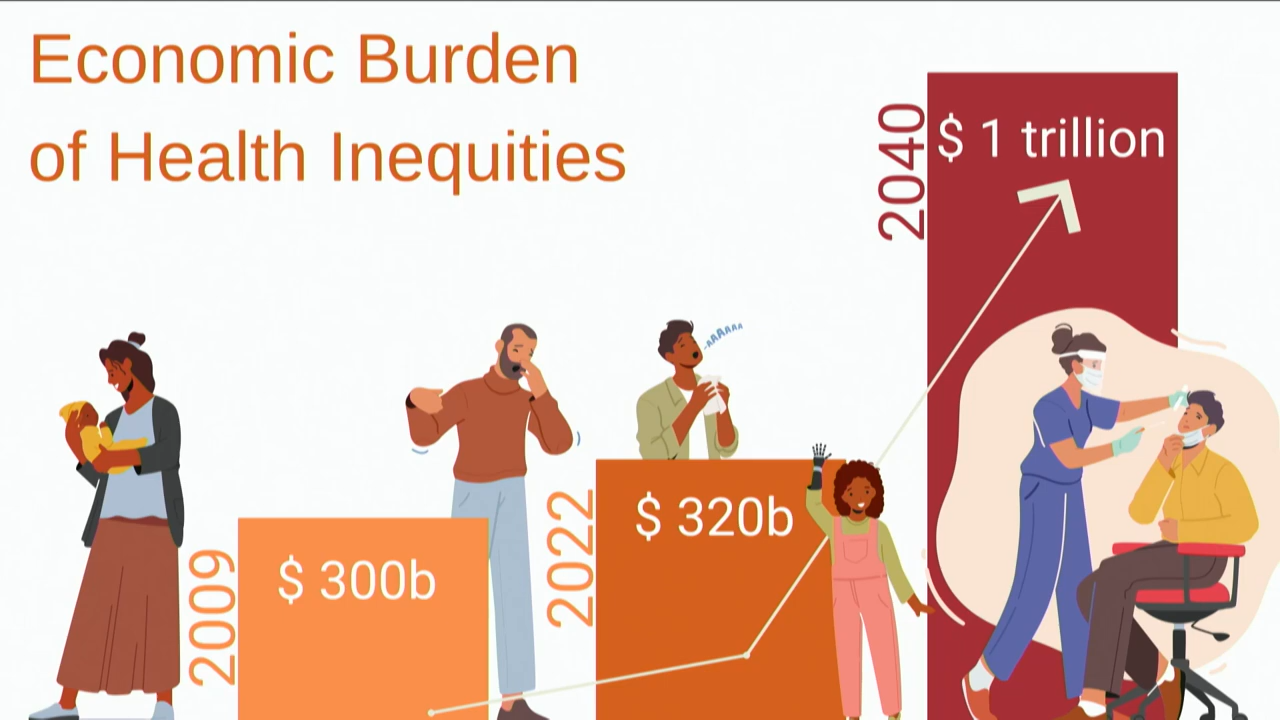 Economic Burden
of Health Inequities
2009
$ 300b
2022
$ 320b
2040
$ 1 trillion